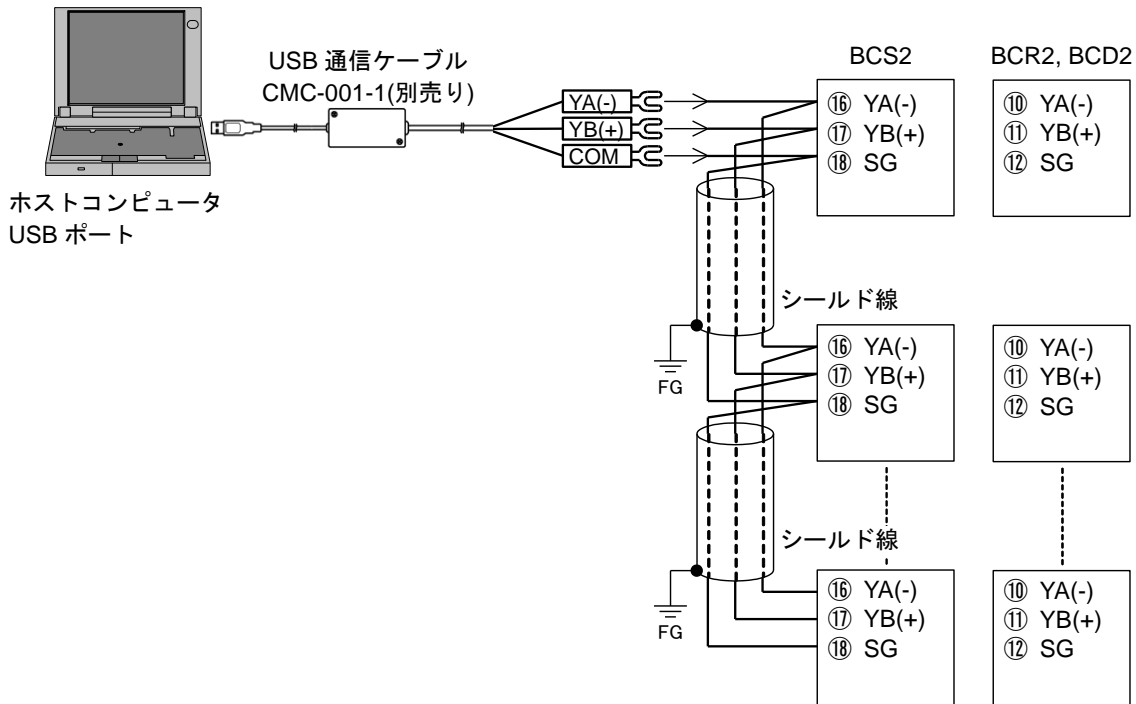 USB 通信ケーブル
CMC-001-1(別売り)
ホストコンピュータ
USB ポート
YA(-)
YB(+)
COM
BCS2
⑯ YA(-)
⑰ YB(+)
⑱ SG
BCR2, BCD2
⑩ YA(-)
⑪ YB(+)
⑫ SG
シールド線
FG
⑯ YA(-)
⑰ YB(+)
⑱ SG
⑩ YA(-)
⑪ YB(+)
⑫ SG
シールド線
FG
⑯ YA(-)
⑰ YB(+)
⑱ SG
⑩ YA(-)
⑪ YB(+)
⑫ SG